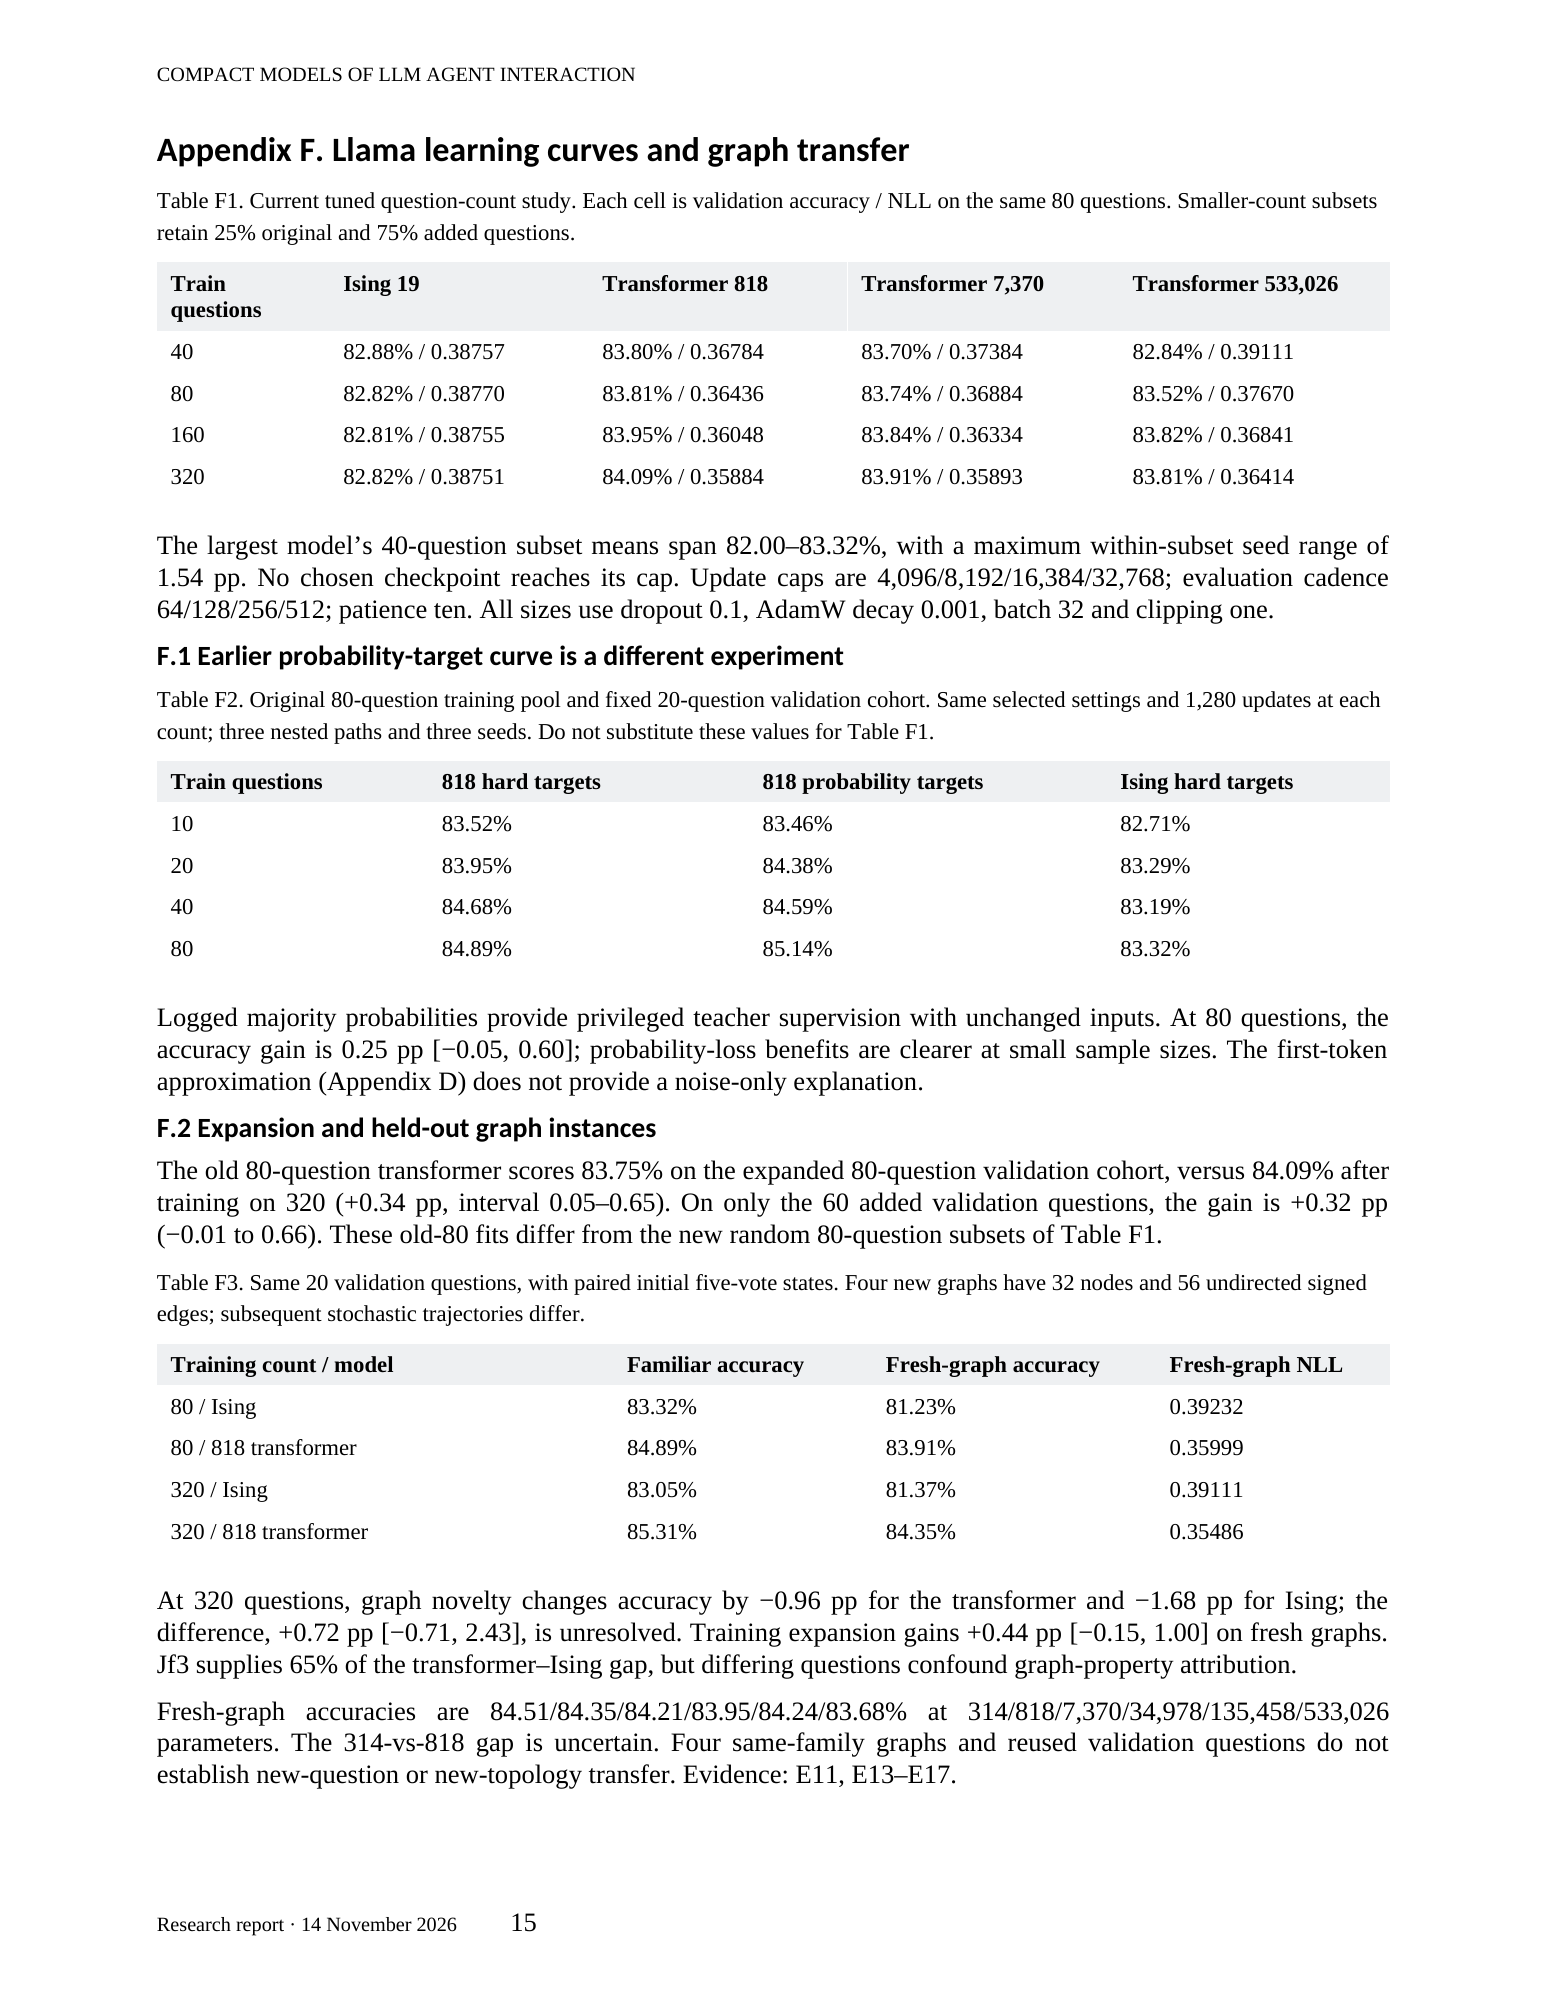 COMPACT MODELS OF LLM AGENT INTERACTION
Appendix F. Llama learning curves and graph transfer
Table F1. Current tuned question-count study. Each cell is validation accuracy / NLL on the same 80 questions. Smaller-count subsets
retain 25% original and 75% added questions.
Train questions Ising 19 Transformer 818 Transformer 7,370 Transformer 533,026
40 82.88% / 0.38757 83.80% / 0.36784 83.70% / 0.37384 82.84% / 0.39111
80 82.82% / 0.38770 83.81% / 0.36436 83.74% / 0.36884 83.52% / 0.37670
160 82.81% / 0.38755 83.95% / 0.36048 83.84% / 0.36334 83.82% / 0.36841
320 82.82% / 0.38751 84.09% / 0.35884 83.91% / 0.35893 83.81% / 0.36414
The largest model’s 40-question subset means span 82.00–83.32%, with a maximum within-subset seed range of
1.54 pp. No chosen checkpoint reaches its cap. Update caps are 4,096/8,192/16,384/32,768; evaluation cadence
64/128/256/512; patience ten. All sizes use dropout 0.1, AdamW decay 0.001, batch 32 and clipping one.
F.1 Earlier probability-target curve is a different experiment
Table F2. Original 80-question training pool and fixed 20-question validation cohort. Same selected settings and 1,280 updates at each
count; three nested paths and three seeds. Do not substitute these values for Table F1.
Train questions 818 hard targets 818 probability targets Ising hard targets
10 83.52% 83.46% 82.71%
20 83.95% 84.38% 83.29%
40 84.68% 84.59% 83.19%
80 84.89% 85.14% 83.32%
Logged majority probabilities provide privileged teacher supervision with unchanged inputs. At 80 questions, the
accuracy gain is 0.25 pp [−0.05, 0.60]; probability-loss benefits are clearer at small sample sizes. The first-token
approximation (Appendix D) does not provide a noise-only explanation.
F.2 Expansion and held-out graph instances
The old 80-question transformer scores 83.75% on the expanded 80-question validation cohort, versus 84.09% after
training on 320 (+0.34 pp, interval 0.05–0.65). On only the 60 added validation questions, the gain is +0.32 pp
(−0.01 to 0.66). These old-80 fits differ from the new random 80-question subsets of Table F1.
Table F3. Same 20 validation questions, with paired initial five-vote states. Four new graphs have 32 nodes and 56 undirected signed
edges; subsequent stochastic trajectories differ.
Training count / model Familiar accuracy Fresh-graph accuracy Fresh-graph NLL
80 / Ising 83.32% 81.23% 0.39232
80 / 818 transformer 84.89% 83.91% 0.35999
320 / Ising 83.05% 81.37% 0.39111
320 / 818 transformer 85.31% 84.35% 0.35486
At 320 questions, graph novelty changes accuracy by −0.96 pp for the transformer and −1.68 pp for Ising; the
difference, +0.72 pp [−0.71, 2.43], is unresolved. Training expansion gains +0.44 pp [−0.15, 1.00] on fresh graphs.
Jf3 supplies 65% of the transformer–Ising gap, but differing questions confound graph-property attribution.
Fresh-graph accuracies are 84.51/84.35/84.21/83.95/84.24/83.68% at 314/818/7,370/34,978/135,458/533,026
parameters. The 314-vs-818 gap is uncertain. Four same-family graphs and reused validation questions do not
establish new-question or new-topology transfer. Evidence: E11, E13–E17.
Research report · 14 November 2026 15